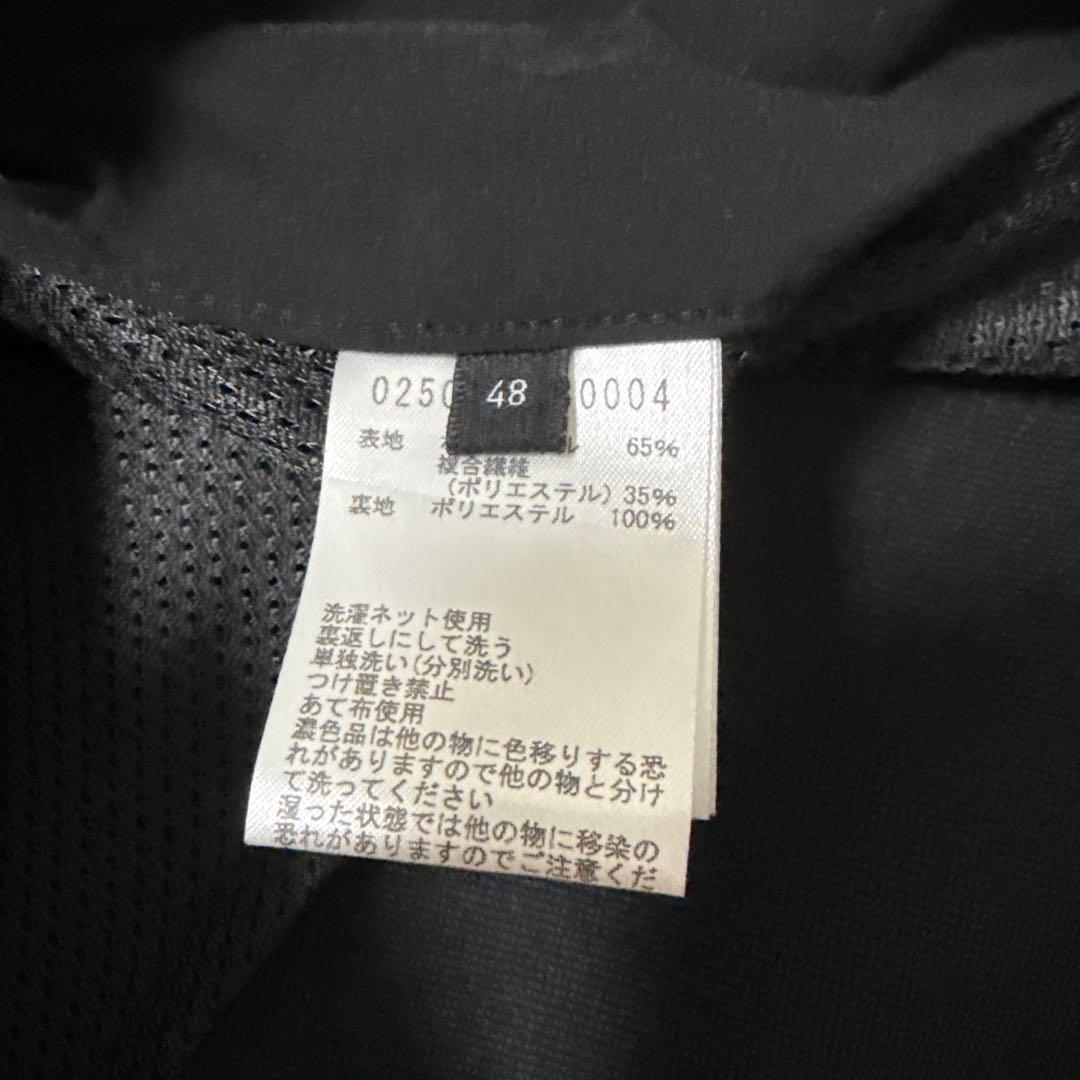 48
0250 0004
表地 ル 65%
複合繊維
(ポリエステル) 35%
裏地 ポリエステル 100%
洗濯ネット使用
裏返しにして洗う
単独洗い(分別洗い)
つけ置き禁止
あて布使用
濃色品は他の物に色移りする恐
れがありますので他の物と分け
て洗ってください
湿った状態では他の物に移染の
恐れがありますのでご注意くだ